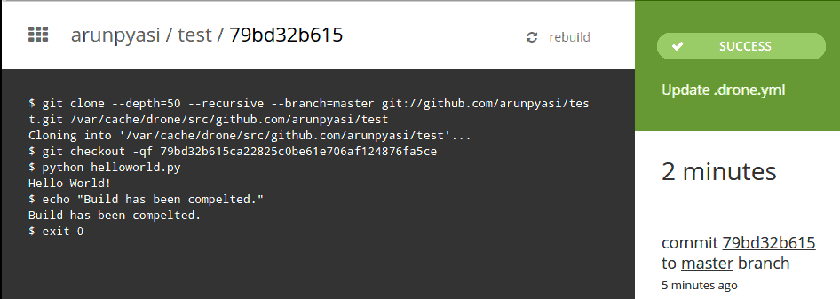 arunpyasi / test / 79bd32b615
rebuild
$ git clone --depth=50 --recursive --branch=master git://github.com/arunpyasi/tes
t.git /var/cache/drone/src/github.com/arunpyasi/test
Cloning into '/var/cache/drone/src/github.com/arunpyasi/test'...
$ git checkout -qf 79bd32b615ca22825c0be61e706af124876fa5ce
$ python helloworld.py
Hello World!
$ echo "Build has been compelted."
Build has been compelted.
$ exit 0
SUCCESS
Update .drone.yml
2 minutes
commit 79bd32b615
to master branch
5 minutes ago